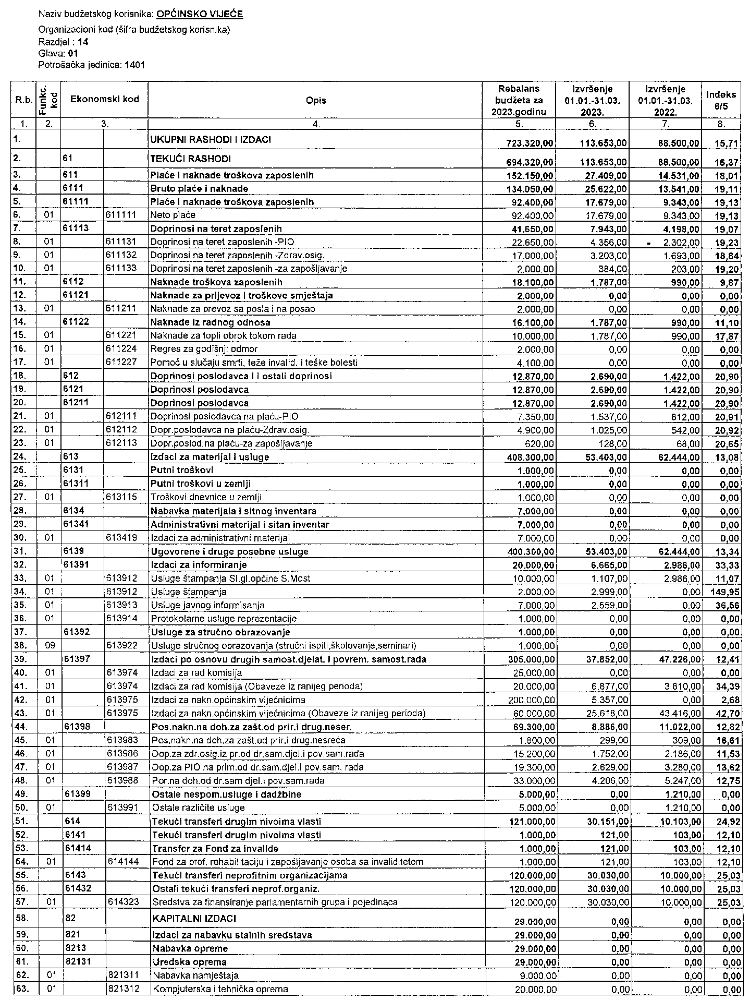 Naziv budžetskog korisnika: OPĆINSKO VIJEĆE
Organizacioni kod (šifra budžetskog korisnika)
Razdjel : 14
Glava: 01
Potrošačka jedinica: 1401
R.b. Funkc. kod Ekonomski kod Opis Rebalans budžeta za 2023.godinu Izvršenje 01.01.-31.03. 2023. Izvršenje 01.01.-31.03. 2022. Indeks 6/5
1. 2. 3. 4. 5. 6. 7. 8.
1. UKUPNI RASHODI I IZDACI 723.320,00 113.653,00 88.500,00 15,71
2. 61 TEKUĆI RASHODI 694.320,00 113.653,00 88.500,00 16,37
3. 611 Plaće i naknade troškova zaposlenih 152.150,00 27.409,00 14.531,00 18,01
4. 6111 Bruto plaće i naknade 134.050,00 25.622,00 13.541,00 19,11
5. 61111 Plaće i naknade troškova zaposlenih 92.400,00 17.679,00 9.343,00 19,13
6. 01 611111 Neto plaće 92.400,00 17.679,00 9.343,00 19,13
7. 61113 Doprinosi na teret zaposlenih 41.650,00 7.943,00 4.198,00 19,07
8. 01 611131 Doprinosi na teret zaposlenih -PIO 22.650,00 4.356,00 2.302,00 19,23
9. 01 611132 Doprinosi na teret zaposlenih -Zdrav.osig. 17.000,00 3.203,00 1.693,00 18,84
10. 01 611133 Doprinosi na teret zaposlenih -za zapošljavanje 2.000,00 384,00 203,00 19,20
11. 6112 Naknade troškova zaposlenih 18.100,00 1.787,00 990,00 9,87
12. 61121 Naknade za prijevoz i troškove smještaja 2.000,00 0,00 0,00 0,00
13. 01 611211 Naknade za prevoz sa posla i na posao 2.000,00 0,00 0,00 0,00
14. 61122 Naknade iz radnog odnosa 16.100,00 1.787,00 990,00 11,10
15. 01 611221 Naknade za topli obrok tokom rada 10.000,00 1.787,00 990,00 17,87
16. 01 611224 Regres za godišnji odmor 2.000,00 0,00 0,00 0,00
17. 01 611227 Pomoć u slučaju smrti, teže invalid. i teške bolesti 4.100,00 0,00 0,00 0,00
18. 612 Doprinosi poslodavca i i ostali doprinosi 12.870,00 2.690,00 1.422,00 20,90
19. 6121 Doprinosi poslodavca 12.870,00 2.690,00 1.422,00 20,90
20. 61211 Doprinosi poslodavca 12.870,00 2.690,00 1.422,00 20,90
21. 01 612111 Doprinosi poslodavca na plaću-PIO 7.350,00 1.537,00 812,00 20,91
22. 01 612112 Dopr.poslodavca na plaću-Zdrav.osig. 4.900,00 1.025,00 542,00 20,92
23. 01 612113 Dopr.poslod.na plaću-za zapošljavanje 620,00 128,00 68,00 20,65
24. 613 Izdaci za materijal i usluge 408.300,00 53.403,00 62.444,00 13,08
25. 6131 Putni troškovi 1.000,00 0,00 0,00 0,00
26. 61311 Putni troškovi u zemlji 1.000,00 0,00 0,00 0,00
27. 01 613115 Troškovi dnevnice u zemlji 1.000,00 0,00 0,00 0,00
28. 6134 Nabavka materijala i sitnog inventara 7.000,00 0,00 0,00 0,00
29. 61341 Administrativni materijal i sitan inventar 7.000,00 0,00 0,00 0,00
30. 01 613419 Izdaci za administrativni materijal 7.000,00 0,00 0,00 0,00
31. 6139 Ugovorene i druge posebne usluge 400.300,00 53.403,00 62.444,00 13,34
32. 61391 Izdaci za informiranje 20.000,00 6.665,00 2.986,00 33,33
33. 01 613912 Usluge štampanja Sl.gl.općine S.Most 10.000,00 1.107,00 2.986,00 11,07
34. 01 613912 Usluge štampanja 2.000,00 2.999,00 0,00 149,95
35. 01 613913 Usluge javnog informisanja 7.000,00 2.559,00 0,00 36,56
36. 01 613914 Protokolarne usluge reprezentacije 1.000,00 0,00 0,00 0,00
37. 61392 Usluge za stručno obrazovanje 1.000,00 0,00 0,00 0,00
38. 09 613922 Usluge stručnog obrazovanja (stručni ispiti,školovanje,seminari) 1.000,00 0,00 0,00 0,00
39. 61397 Izdaci po osnovu drugih samost.djelat. i povrem. samost.rada 305.000,00 37.852,00 47.226,00 12,41
40. 01 613974 Izdaci za rad komisija 25.000,00 0,00 0,00 0,00
41. 01 613974 Izdaci za rad komisija (Obaveze iz ranijeg perioda) 20.000,00 6.877,00 3.810,00 34,39
42. 01 613975 Izdaci za nakn.općinskim vijećnicima 200.000,00 5.357,00 0,00 2,68
43. 01 613975 Izdaci za nakn.općinskim vijećnicima (Obaveze iz ranijeg perioda) 60.000,00 25.618,00 43.416,00 42,70
44. 61398 Pos.nakn.na doh.za zašt.od prir.i drug.neser. 69.300,00 8.886,00 11.022,00 12,82
45. 01 613983 Pos.nakn.na doh.za zašt.od prir.i drug.nesreća 1.800,00 299,00 309,00 16,61
46. 01 613986 Dop.za zdr.osig.iz pr.od dr.sam.djel.i pov.sam.rada 15.200,00 1.752,00 2.186,00 11,53
47. 01 613987 Dop.za PIO na prim.od dr.sam.djel.i pov.sam. rada 19.300,00 2.629,00 3.280,00 13,62
48. 01 613988 Por.na doh.od dr.sam djel.i pov.sam.rada 33.000,00 4.206,00 5.247,00 12,75
49. 61399 Ostale nespom.usluge i dadžbine 5.000,00 0,00 1.210,00 0,00
50. 01 613991 Ostale različite usluge 5.000,00 0,00 1.210,00 0,00
51. 614 Tekući transferi drugim nivoima vlasti 121.000,00 30.151,00 10.103,00 24,92
52. 6141 Tekući transferi drugim nivoima vlasti 1.000,00 121,00 103,00 12,10
53. 61414 Transfer za Fond za invalide 1.000,00 121,00 103,00 12,10
54. 01 614144 Fond za prof. rehabilitaciju i zapošljavanje osoba sa invaliditetom 1.000,00 121,00 103,00 12,10
55. 6143 Tekući transferi neprofitnim organizacijama 120.000,00 30.030,00 10.000,00 25,03
56. 61432 Ostali tekući transferi neprof.organiz. 120.000,00 30.030,00 10.000,00 25,03
57. 01 614323 Sredstva za finansiranje parlamentarnih grupa i pojedinaca 120.000,00 30.030,00 10.000,00 25,03
58. 82 KAPITALNI IZDACI 29.000,00 0,00 0,00 0,00
59. 821 Izdaci za nabavku stalnih sredstava 29.000,00 0,00 0,00 0,00
60. 8213 Nabavka opreme 29.000,00 0,00 0,00 0,00
61. 82131 Uredska oprema 29.000,00 0,00 0,00 0,00
62. 01 821311 Nabavka namještaja 9.000,00 0,00 0,00 0,00
63. 01 821312 Kompjuterska i tehnička oprema 20.000,00 0,00 0,00 0,00